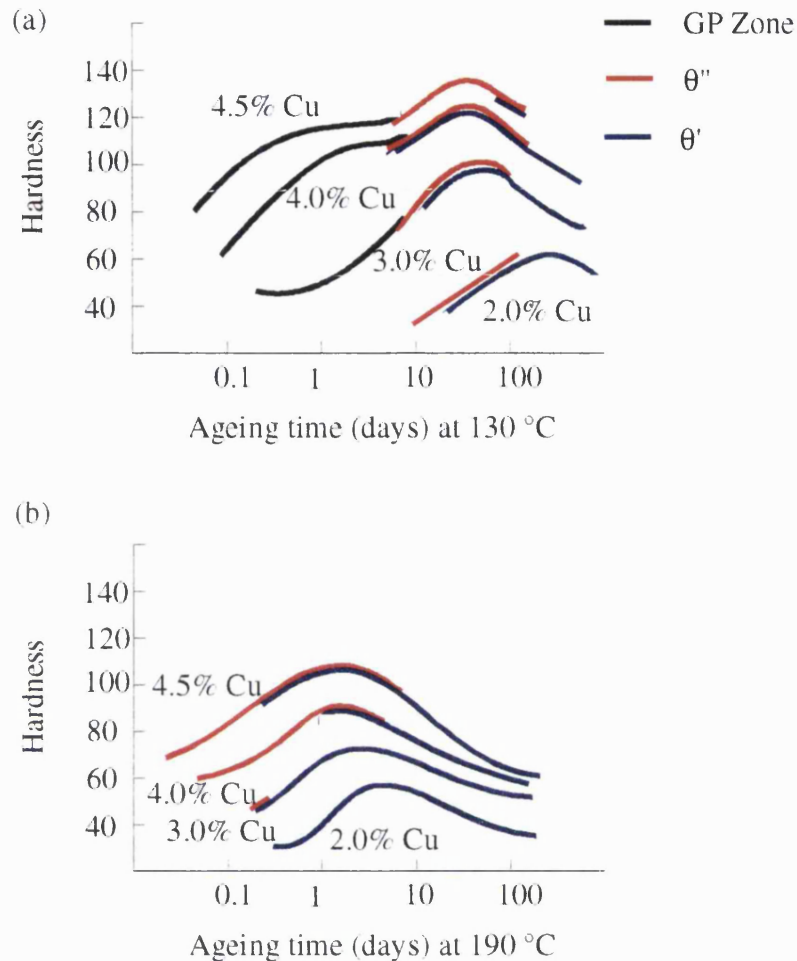 (a)
GP Zone
θ"
θ'
Hardness
140
120
100
80
60
40
4.5% Cu
4.0% Cu
3.0% Cu
2.0% Cu
0.1 1 10 100
Ageing time (days) at 130 °C
(b)
Hardness
140
120
100
80
60
40
4.5% Cu
4.0% Cu
3.0% Cu
2.0% Cu
0.1 1 10 100
Ageing time (days) at 190 °C